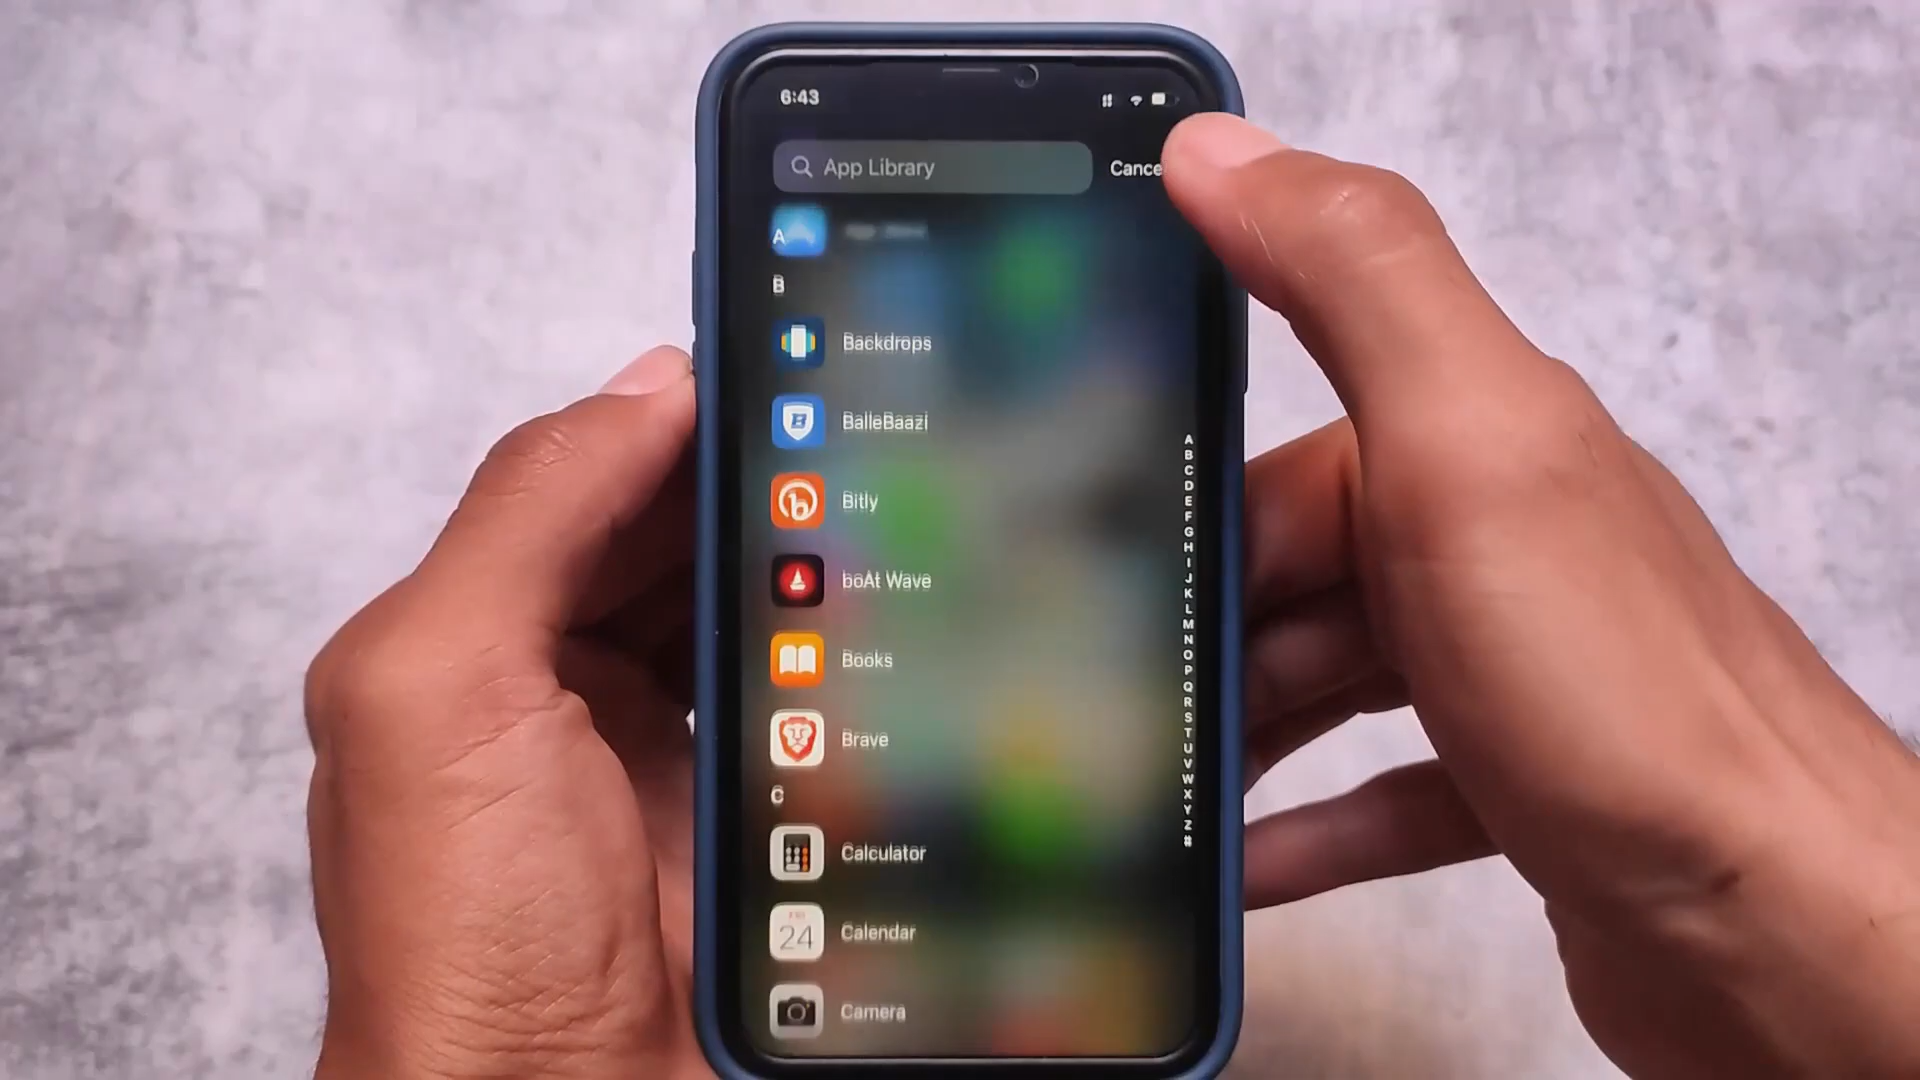 6:43
App Library
Cance
A
B
Backdrops
BalleBaazi
Bitly
boAt Wave
Books
Brave
C
Calculator
24
Calendar
Camera
A
B
C
D
E
F
G
H
I
J
K
L
M
N
O
P
Q
R
S
T
U
V
W
X
Y
Z
#